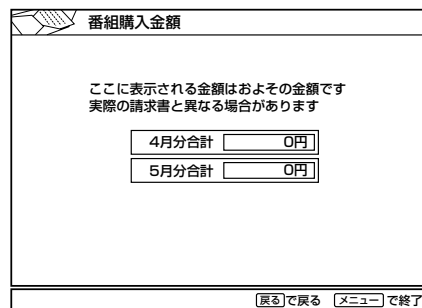 番組購入金額
ここに表示される金額はおよその金額です
実際の請求書と異なる場合があります
4月分合計 0円
5月分合計 0円
戻るで戻る メニューで終了